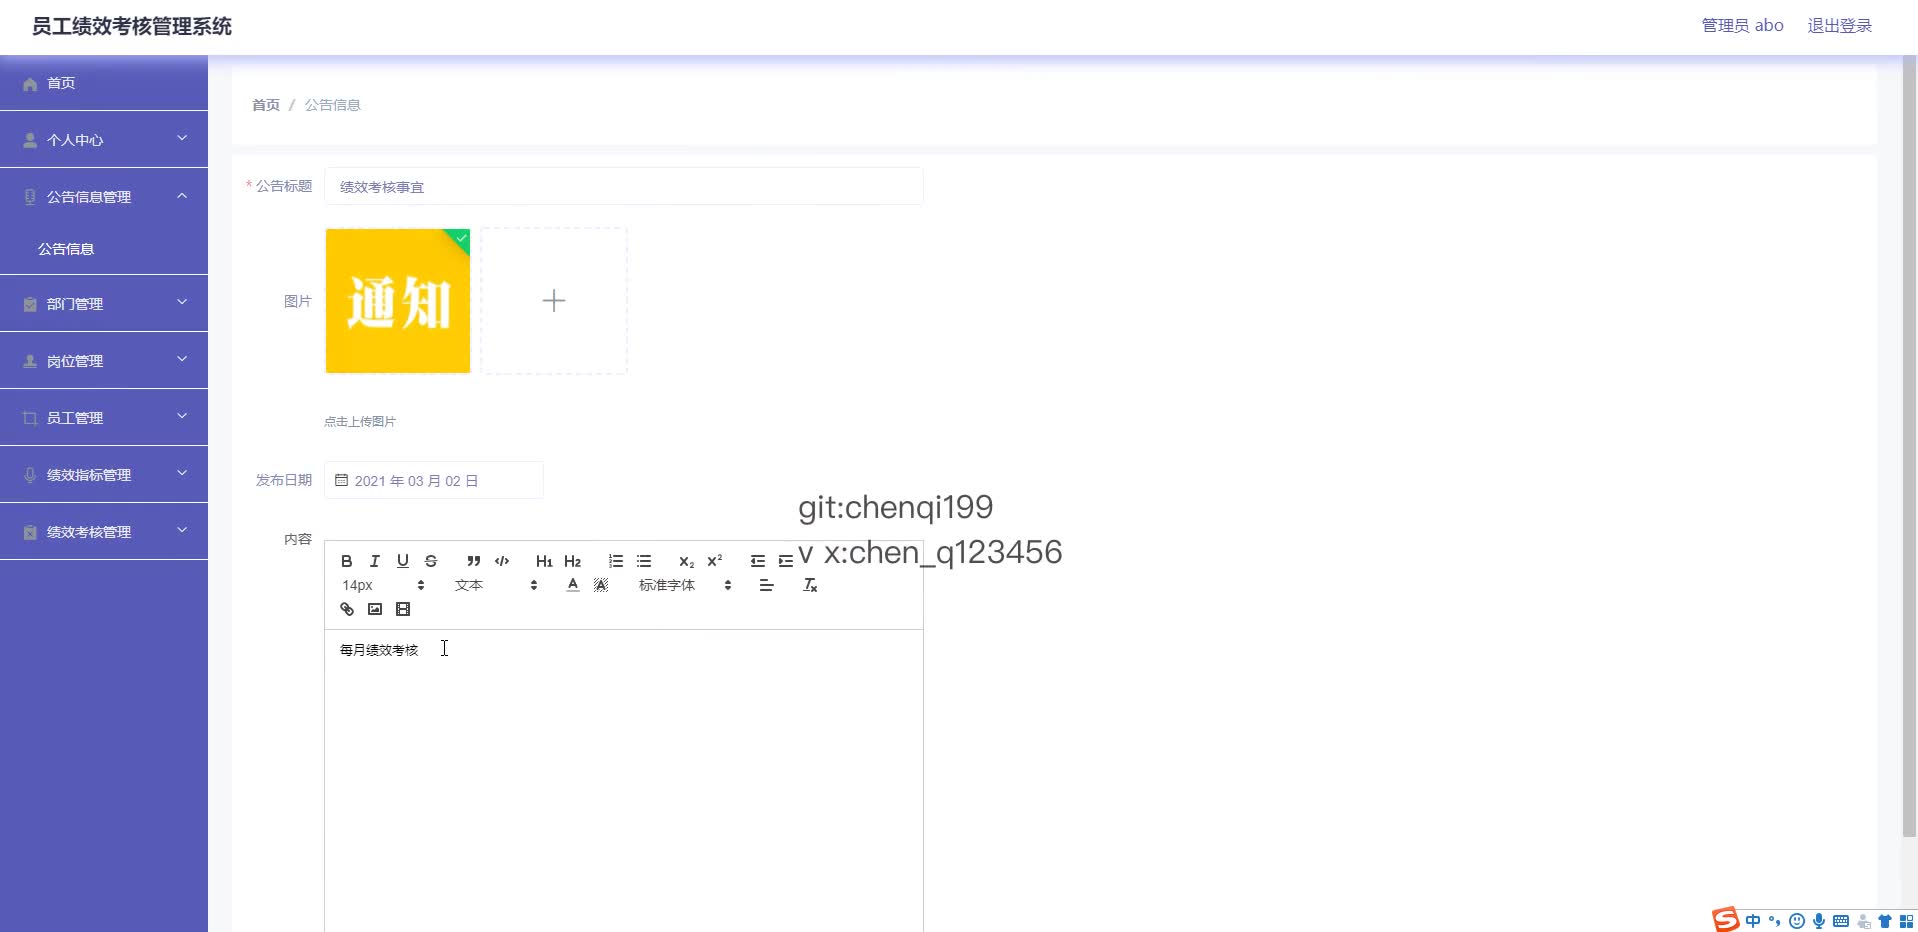 员工绩效考核管理系统
管理员 abo
退出登录
首页
个人中心
公告信息管理
公告信息
部门管理
岗位管理
员工管理
绩效指标管理
绩效考核管理
首页 / 公告信息
* 公告标题
绩效考核事宜
图片
通知
点击上传图片
发布日期
2021 年 03 月 02 日
git:chenqi199
v x:chen_q123456
内容
B I U S H1 H2 x₂ x²
14px 文本 A A 标准字体 Tx
每月绩效考核
S 中